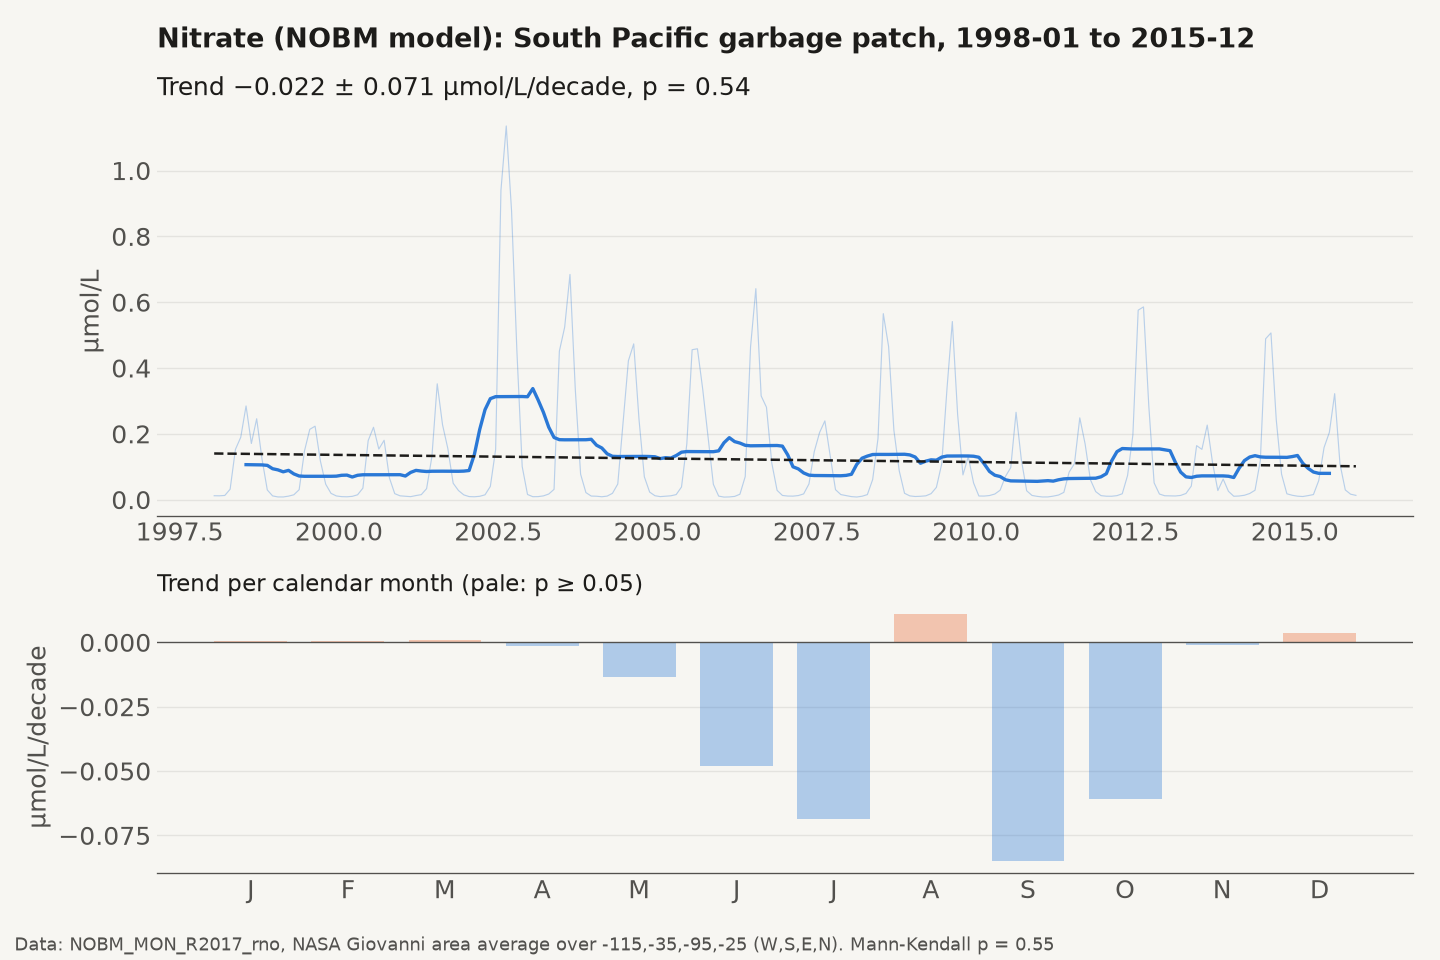 Nitrate (NOBM model): South Pacific garbage patch, 1998-01 to 2015-12
Trend −0.022 ± 0.071 µmol/L/decade, p = 0.54
µmol/L
1.0
0.8
0.6
0.4
0.2
0.0
1997.5 2000.0 2002.5 2005.0 2007.5 2010.0 2012.5 2015.0
Trend per calendar month (pale: p ≥ 0.05)
µmol/L/decade
0.000
−0.025
−0.050
−0.075
J F M A M J J A S O N D
Data: NOBM_MON_R2017_rno, NASA Giovanni area average over -115,-35,-95,-25 (W,S,E,N). Mann-Kendall p = 0.55